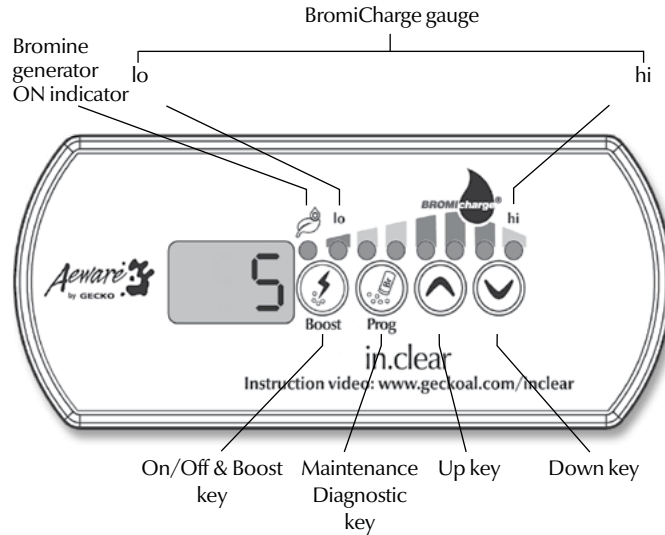 BromiCharge gauge
Bromine
generator
ON indicator
lo
hi
lo
BROMIcharge®
hi
Aeware
by GECKO
5
Br
Boost
Prog
in.clear
Instruction video: www.geckoal.com/inclear
On/Off & Boost
key
Maintenance
Diagnostic
key
Up key
Down key